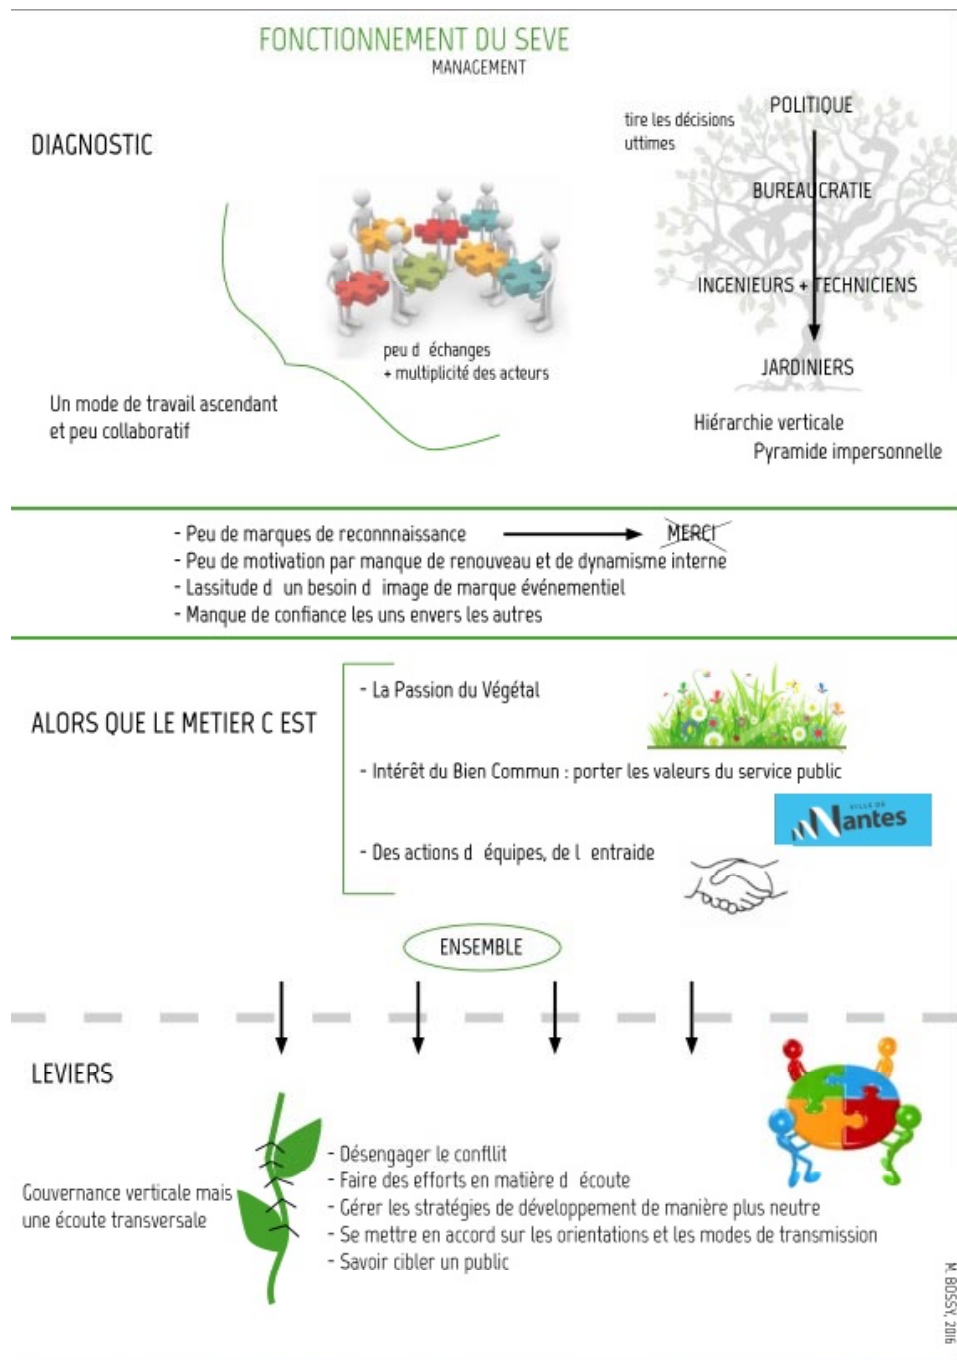 FONCTIONNEMENT DU SEVE
MANAGEMENT
DIAGNOSTIC
tire les décisions
uttimes
POLITIQUE
BUREAUCRATIE
INGENIEURS + TECHNICIENS
JARDINIERS
peu d échanges
+ multiplicité des acteurs
Un mode de travail ascendant
et peu collaboratif
Hiérarchie verticale
Pyramide impersonnelle
- Peu de marques de reconnnaissance
MERCI
- Peu de motivation par manque de renouveau et de dynamisme interne
- Lassitude d un besoin d image de marque événementiel
- Manque de confiance les uns envers les autres
ALORS QUE LE METIER C EST
- La Passion du Végétal
- Intérêt du Bien Commun : porter les valeurs du service public
VILLE DE
Nantes
- Des actions d équipes, de l entraide
ENSEMBLE
LEVIERS
Gouvernance verticale mais
une écoute transversale
- Désengager le confllit
- Faire des efforts en matière d écoute
- Gérer les stratégies de développement de manière plus neutre
- Se mettre en accord sur les orientations et les modes de transmission
- Savoir cibler un public
M. BOSSY, 2016